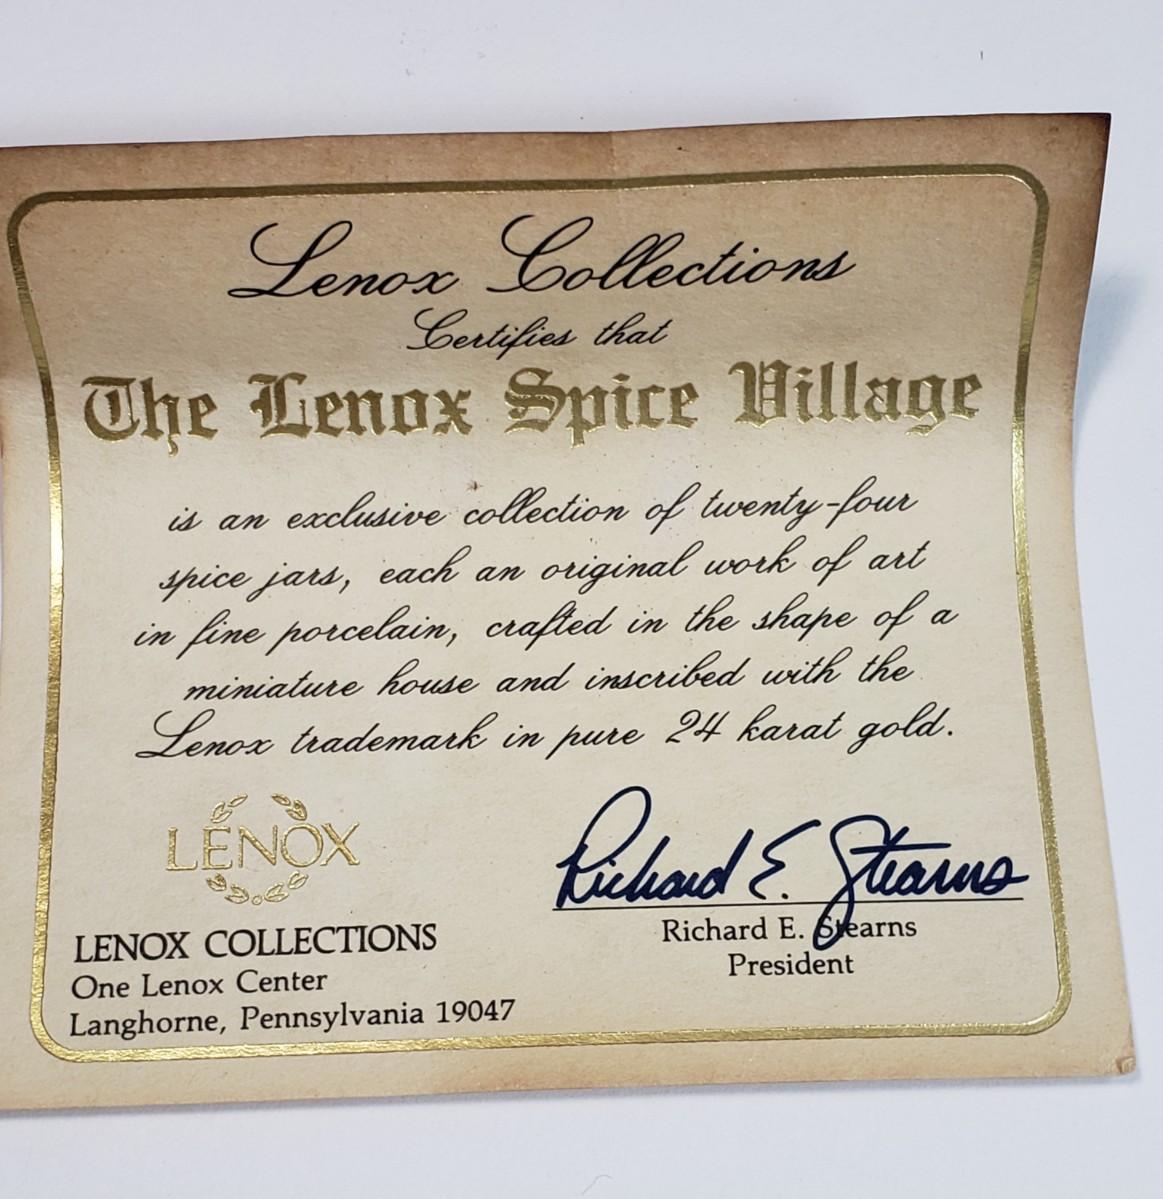 Lenox Collections
Certifies that
The Lenox Spice Village
is an exclusive collection of twenty-four
spice jars, each an original work of art
in fine porcelain, crafted in the shape of a
miniature house and inscribed with the
Lenox trademark in pure 24 karat gold.
LENOX
LENOX COLLECTIONS
One Lenox Center
Langhorne, Pennsylvania 19047
Richard E. Stearns
Richard E. Stearns
President